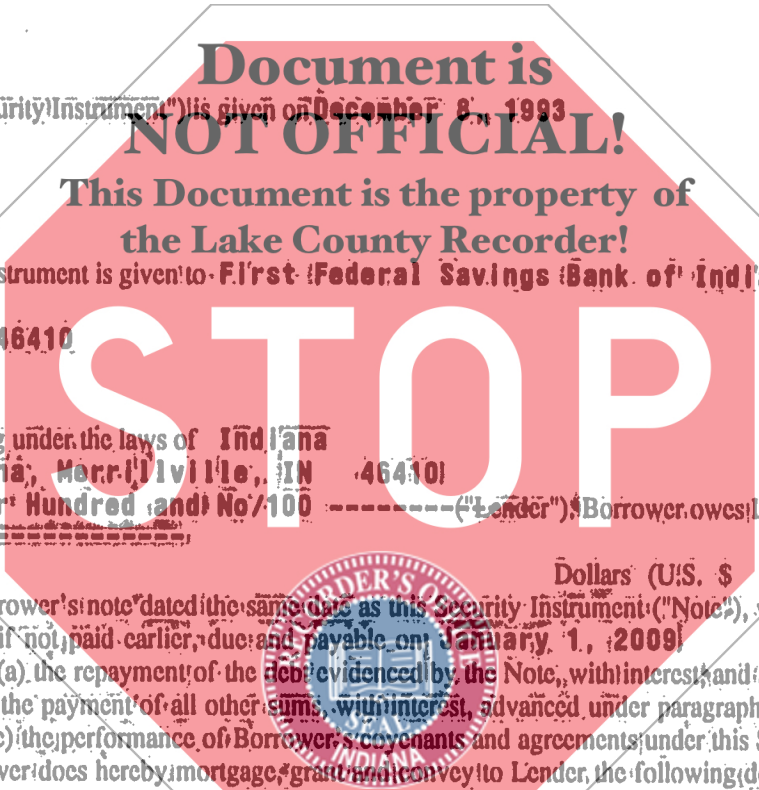 Document is
urity Instrument") is given on December 8, 1993
NOT OFFICIAL!
This Document is the property of
the Lake County Recorder!
strument is given to First Federal Savings Bank of Indi
46410
STOP
under the laws of Indiana
na, Merrillville, IN 46410
Hundred and No/100 --------- ("Lender"). Borrower owes L
Dollars (U.S. $
rower's note dated the same date as this Security Instrument ("Note"),
if not paid earlier, due and payable on January 1, 2009
(a) the repayment of the debt evidenced by the Note, with interest, and
the payment of all other sums, with interest, advanced under paragraph
c) the performance of Borrower's covenants and agreements under this S
wer does hereby mortgage, grant and convey to Lender, the following d
RECORDER'S OFFICE
SEAL
INDIANA